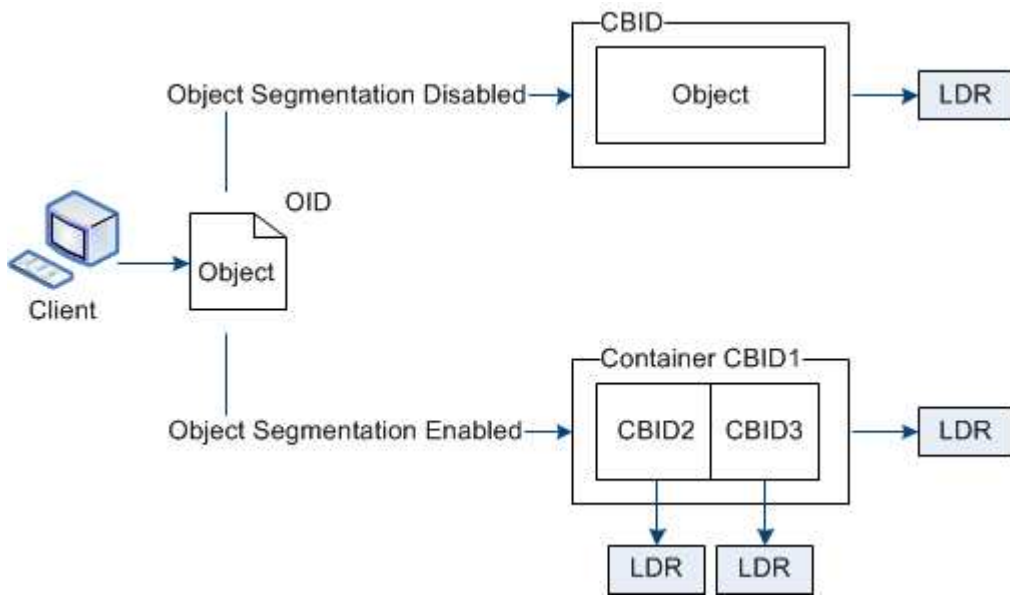 CBID
Object Segmentation Disabled
Object
LDR
OID
Object
Client
Container CBID1
Object Segmentation Enabled
CBID2
CBID3
LDR
LDR
LDR